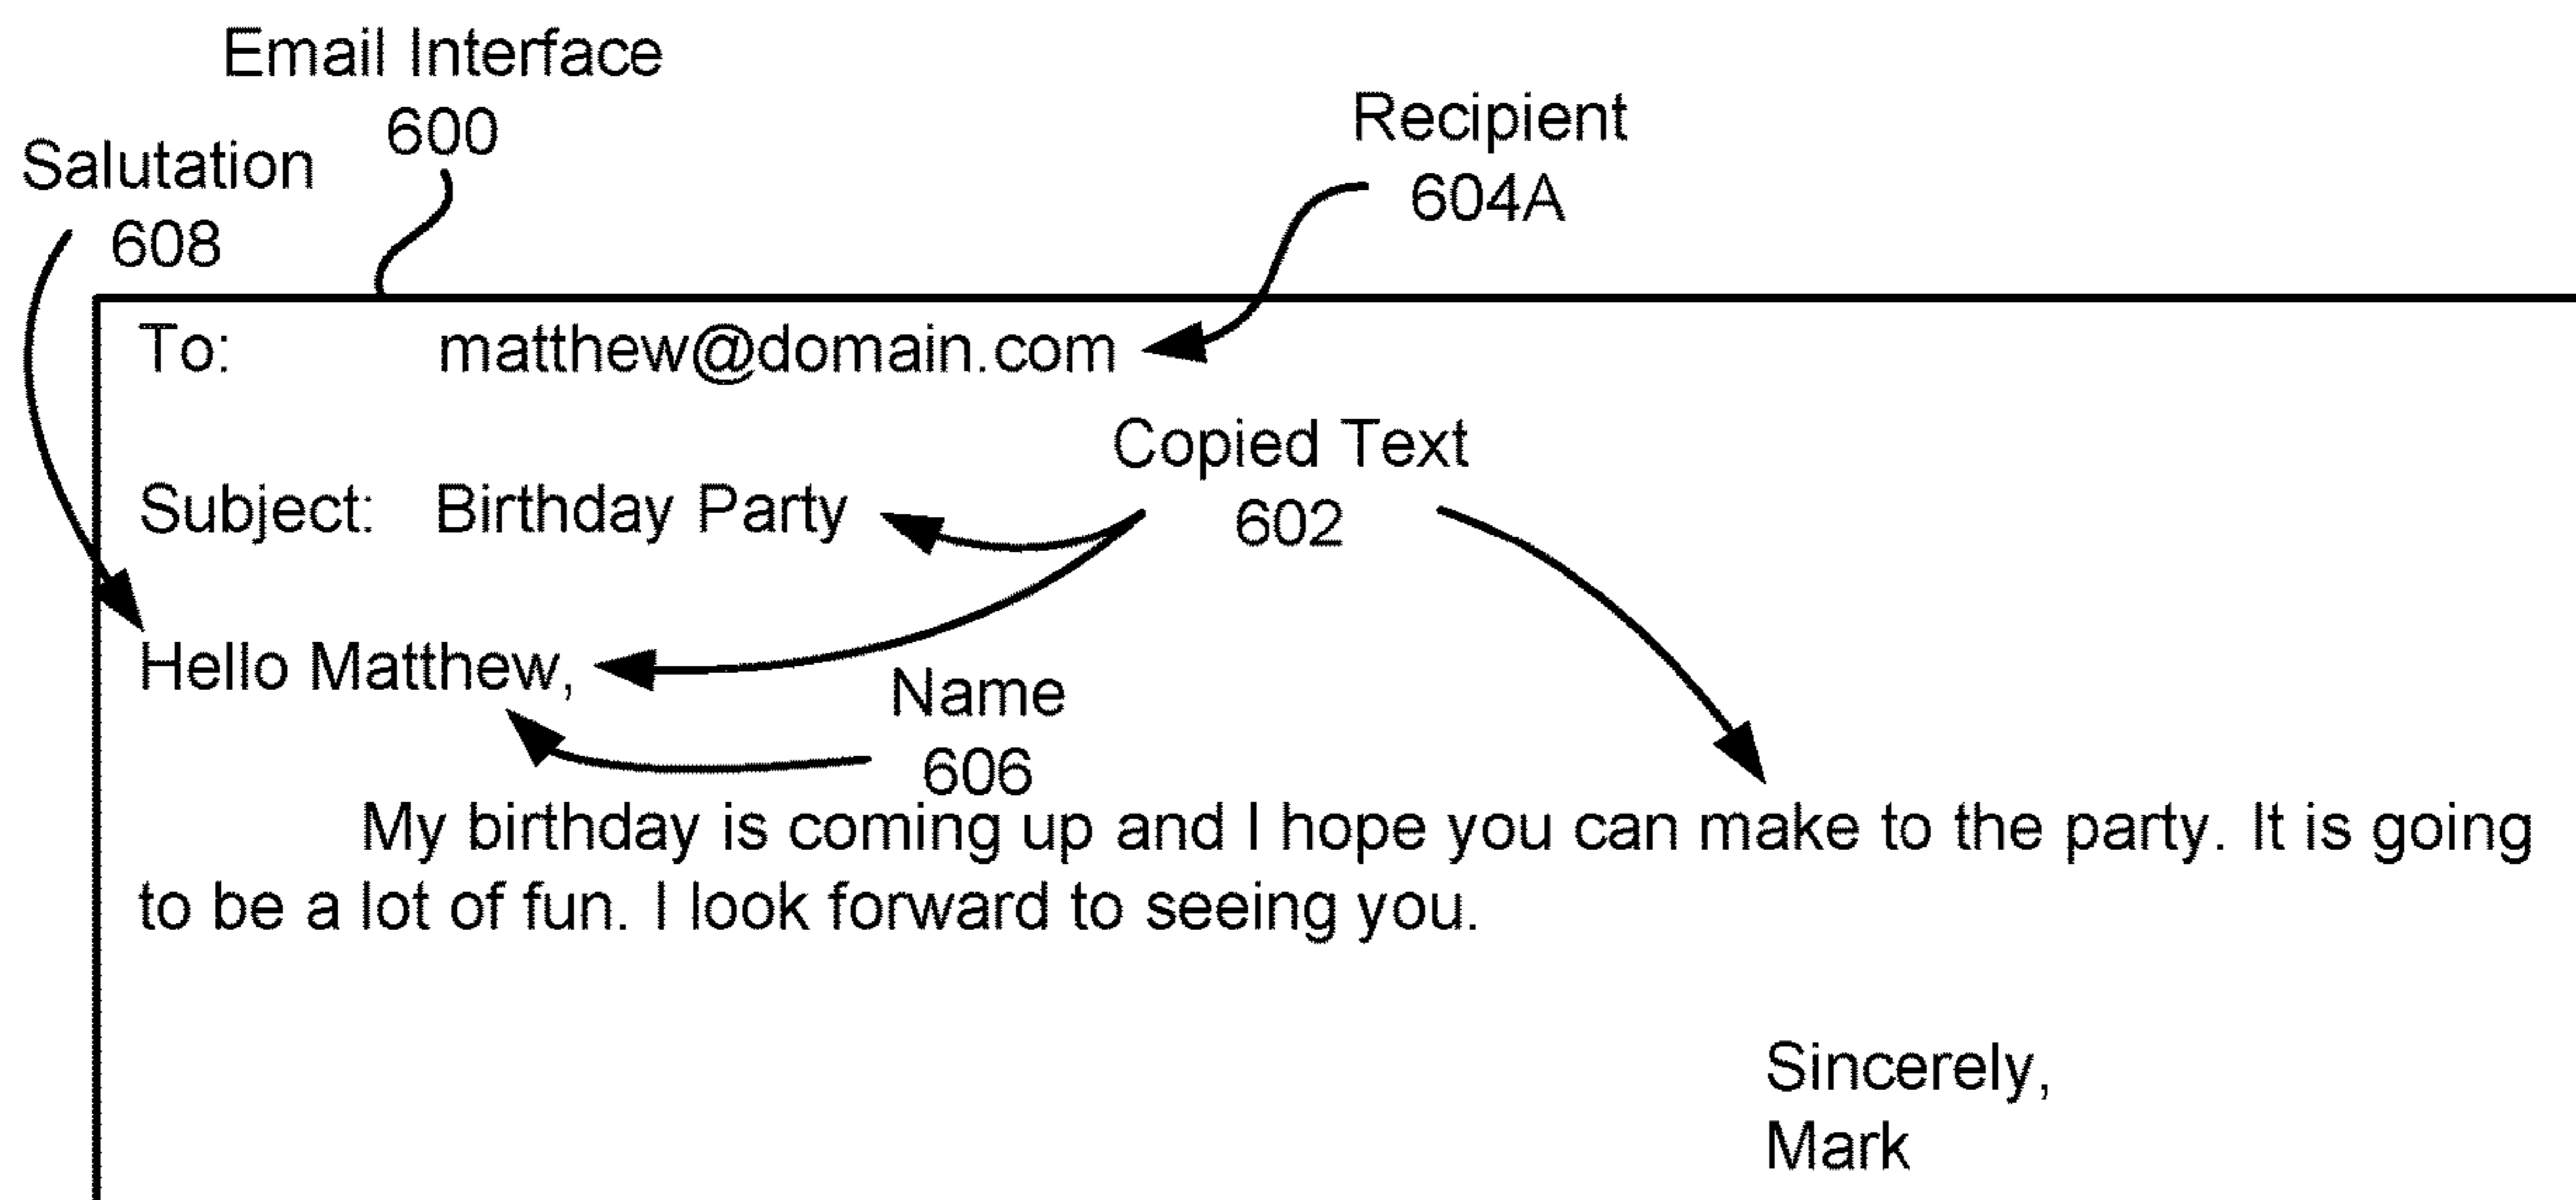 Email Interface
600
Salutation
608
Recipient
604A
To: matthew@domain.com
Copied Text
602
Subject: Birthday Party
Hello Matthew,
Name
606
My birthday is coming up and I hope you can make to the party. It is going
to be a lot of fun. I look forward to seeing you.
Sincerely,
Mark